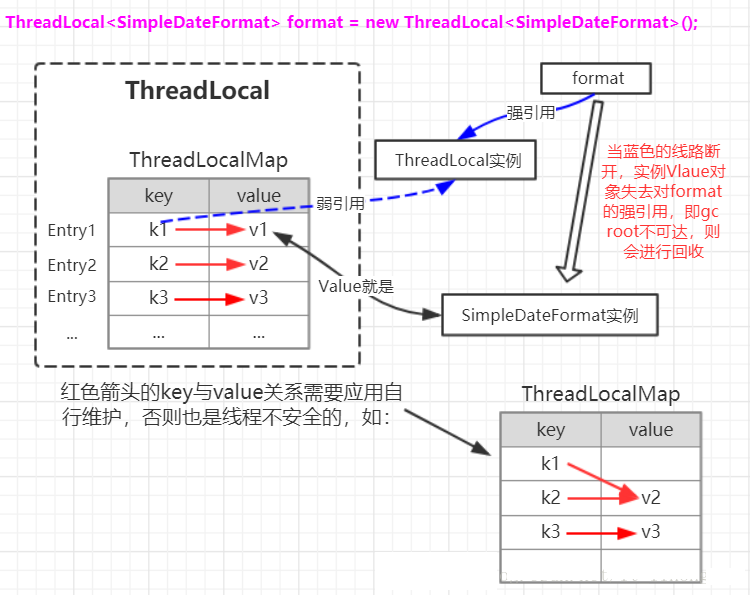 ThreadLocal<SimpleDateFormat> format = new ThreadLocal<SimpleDateFormat>();
ThreadLocal
format
强引用
ThreadLocal实例
当蓝色的线路断
开，实例Vlaue对
象失去对format
的强引用，即gc
root不可达，则
会进行回收
ThreadLocalMap
key value
弱引用
Entry1 k1 v1
Entry2 k2 v2
Entry3 k3 v3
... ... ...
Value就是
SimpleDateFormat实例
红色箭头的key与value关系需要应用自
行维护，否则也是线程不安全的，如：
ThreadLocalMap
key value
k1
k2 v2
k3 v3